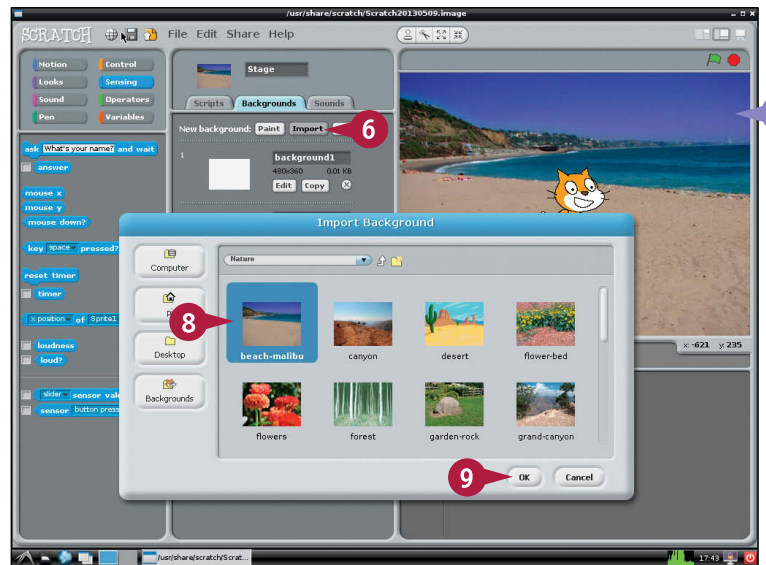 /usr/share/scratch/Scratch20130509.image
SCRATCH File Edit Share Help
Motion Control
Looks Sensing
Sound Operators
Pen Variables
Stage
Scripts Backgrounds Sounds
New background: Paint Import
6
1
background1
480x360 0.01 KB
Edit Copy
ask What's your name? and wait
answer
mouse x
mouse y
mouse down?
key space pressed?
reset timer
timer
x position of Sprite1
loudness
loud?
slider sensor val
sensor button press
x: -621 y: 235
Import Background
Computer
Desktop
Backgrounds
Nature
8
beach-malibu canyon desert flower-bed
flowers forest garden-rock grand-canyon
9
OK Cancel
/usr/share/scratch/Scrat...
17:43